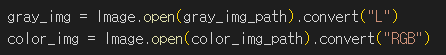 gray_img = Image.open(gray_img_path).convert("L")
color_img = Image.open(color_img_path).convert("RGB")